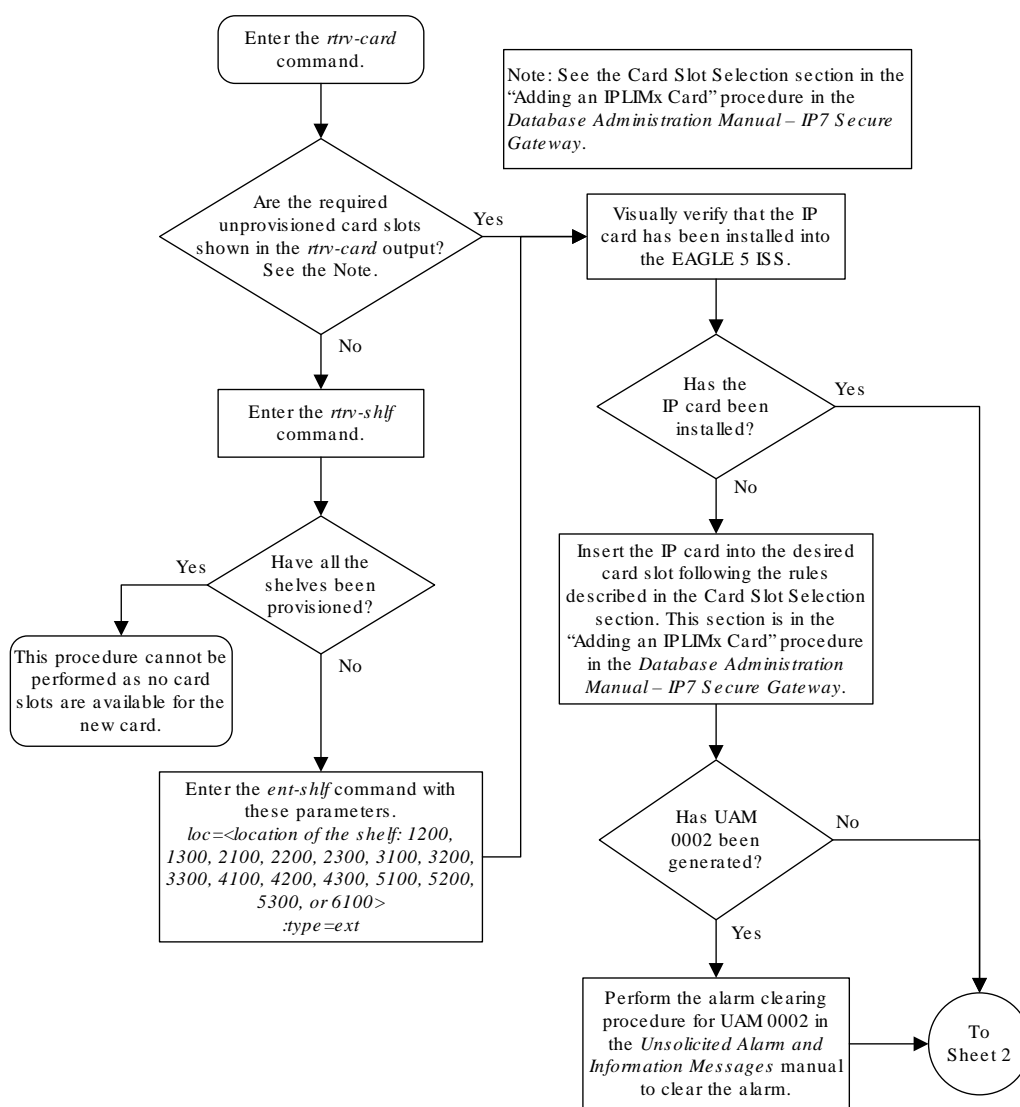 Enter the rtrv-card
command.
Note: See the Card Slot Selection section in the
“Adding an IPLIMx Card” procedure in the
Database Administration Manual – IP7 Secure
Gateway.
Are the required
unprovisioned card slots
shown in the rtrv-card output?
See the Note.
Yes
No
Visually verify that the IP
card has been installed into
the EAGLE 5 ISS.
Enter the rtrv-shlf
command.
Has the
IP card been
installed?
Yes
No
Have all the
shelves been
provisioned?
Yes
No
This procedure cannot be
performed as no card
slots are available for the
new card.
Insert the IP card into the desired
card slot following the rules
described in the Card Slot Selection
section. This section is in the
“Adding an IPLIMx Card” procedure
in the Database Administration
Manual – IP7 Secure Gateway.
Enter the ent-shlf command with
these parameters.
loc=<location of the shelf: 1200,
1300, 2100, 2200, 2300, 3100, 3200,
3300, 4100, 4200, 4300, 5100, 5200,
5300, or 6100>
:type=ext
Has UAM
0002 been
generated?
No
Yes
Perform the alarm clearing
procedure for UAM 0002 in
the Unsolicited Alarm and
Information Messages manual
to clear the alarm.
To
Sheet 2